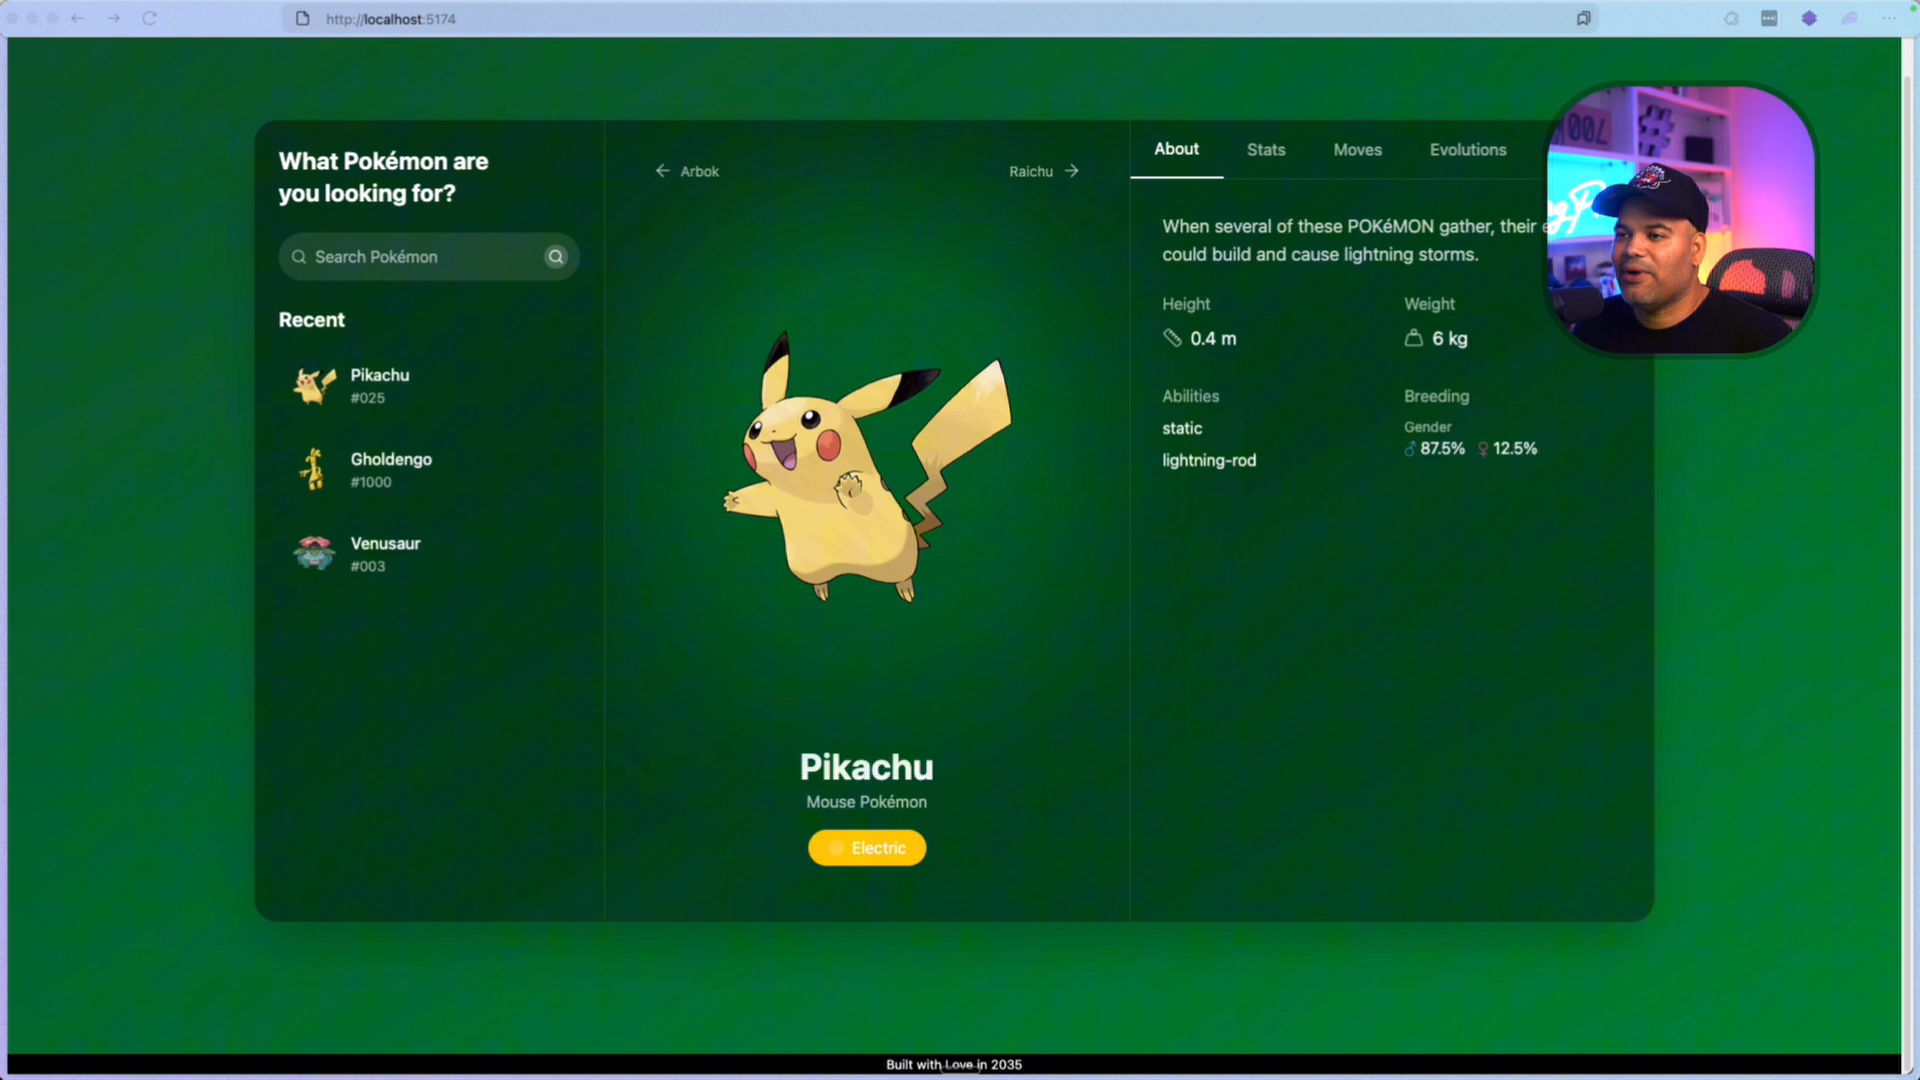 http://localhost:5174
What Pokémon are
you looking for?
Search Pokémon
Recent
Pikachu
#025
Gholdengo
#1000
Venusaur
#003
Arbok
Raichu
Pikachu
Mouse Pokémon
Electric
About
Stats
Moves
Evolutions
When several of these POKéMON gather, their
could build and cause lightning storms.
Height
0.4 m
Weight
6 kg
Abilities
static
lightning-rod
Breeding
Gender
♂ 87.5% ♀ 12.5%
Built with Love in 2035